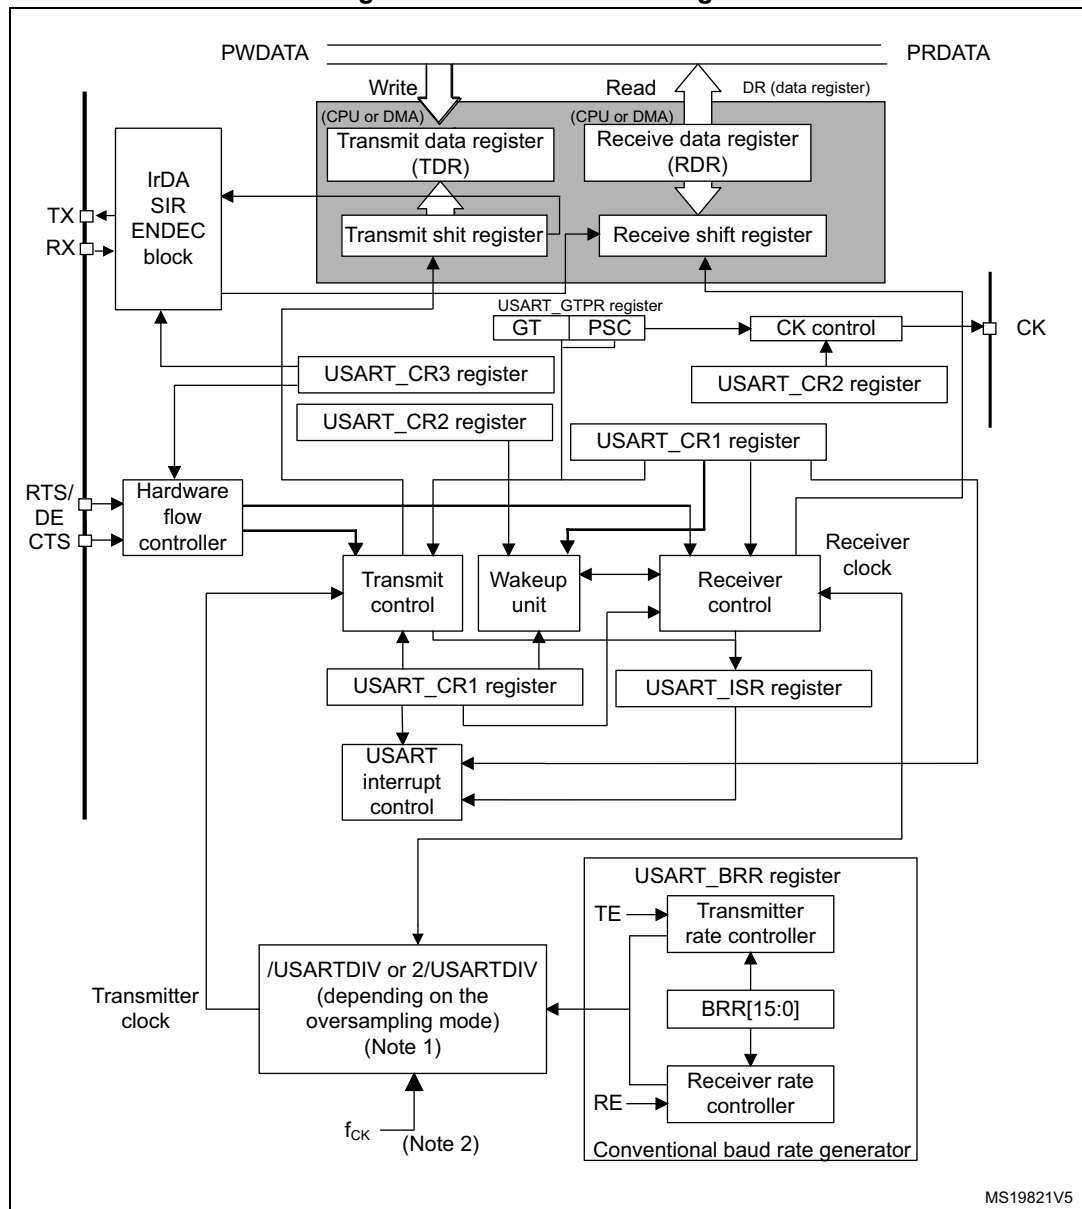 PWDATA
PRDATA
Write
Read
DR (data register)
(CPU or DMA)
(CPU or DMA)
Transmit data register
(TDR)
Receive data register
(RDR)
IrDA
SIR
ENDEC
block
TX
RX
Transmit shit register
Receive shift register
USART_GTPR register
GT
PSC
CK control
CK
USART_CR3 register
USART_CR2 register
USART_CR2 register
USART_CR1 register
RTS/
DE
CTS
Hardware
flow
controller
Transmit
control
Wakeup
unit
Receiver
control
Receiver
clock
USART_CR1 register
USART_ISR register
USART
interrupt
control
USART_BRR register
TE
Transmitter
rate controller
/USARTDIV or 2/USARTDIV
(depending on the
oversampling mode)
(Note 1)
Transmitter
clock
BRR[15:0]
RE
Receiver rate
controller
fCK
(Note 2)
Conventional baud rate generator
MS19821V5